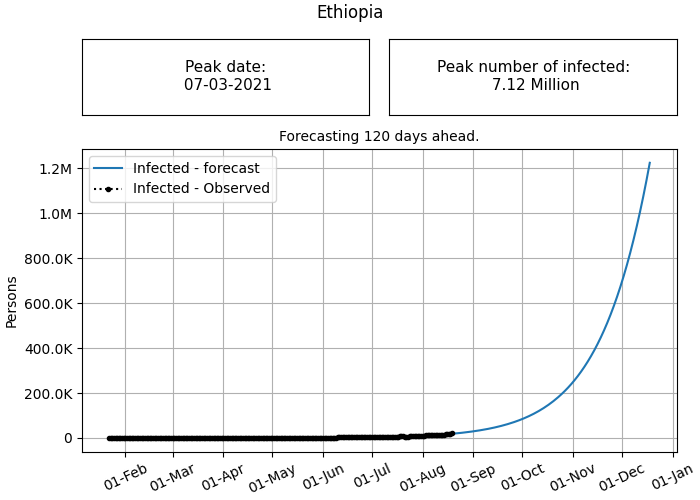 Ethiopia
Peak date:
07-03-2021
Peak number of infected:
7.12 Million
Forecasting 120 days ahead.
Infected - forecast
Infected - Observed
1.2M
1.0M
800.0K
600.0K
400.0K
200.0K
0
Persons
01-Feb
01-Mar
01-Apr
01-May
01-Jun
01-Jul
01-Aug
01-Sep
01-Oct
01-Nov
01-Dec
01-Jan